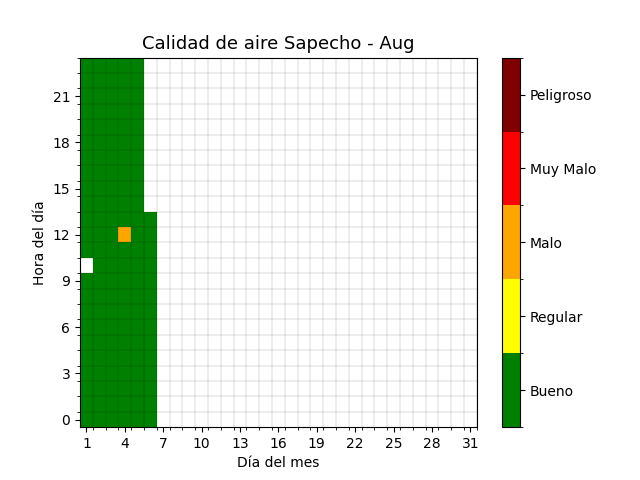 Calidad de aire Sapecho - Aug
21
18
15
12
9
6
3
0
Hora del día
1 4 7 10 13 16 19 22 25 28 31
Día del mes
Peligroso
Muy Malo
Malo
Regular
Bueno